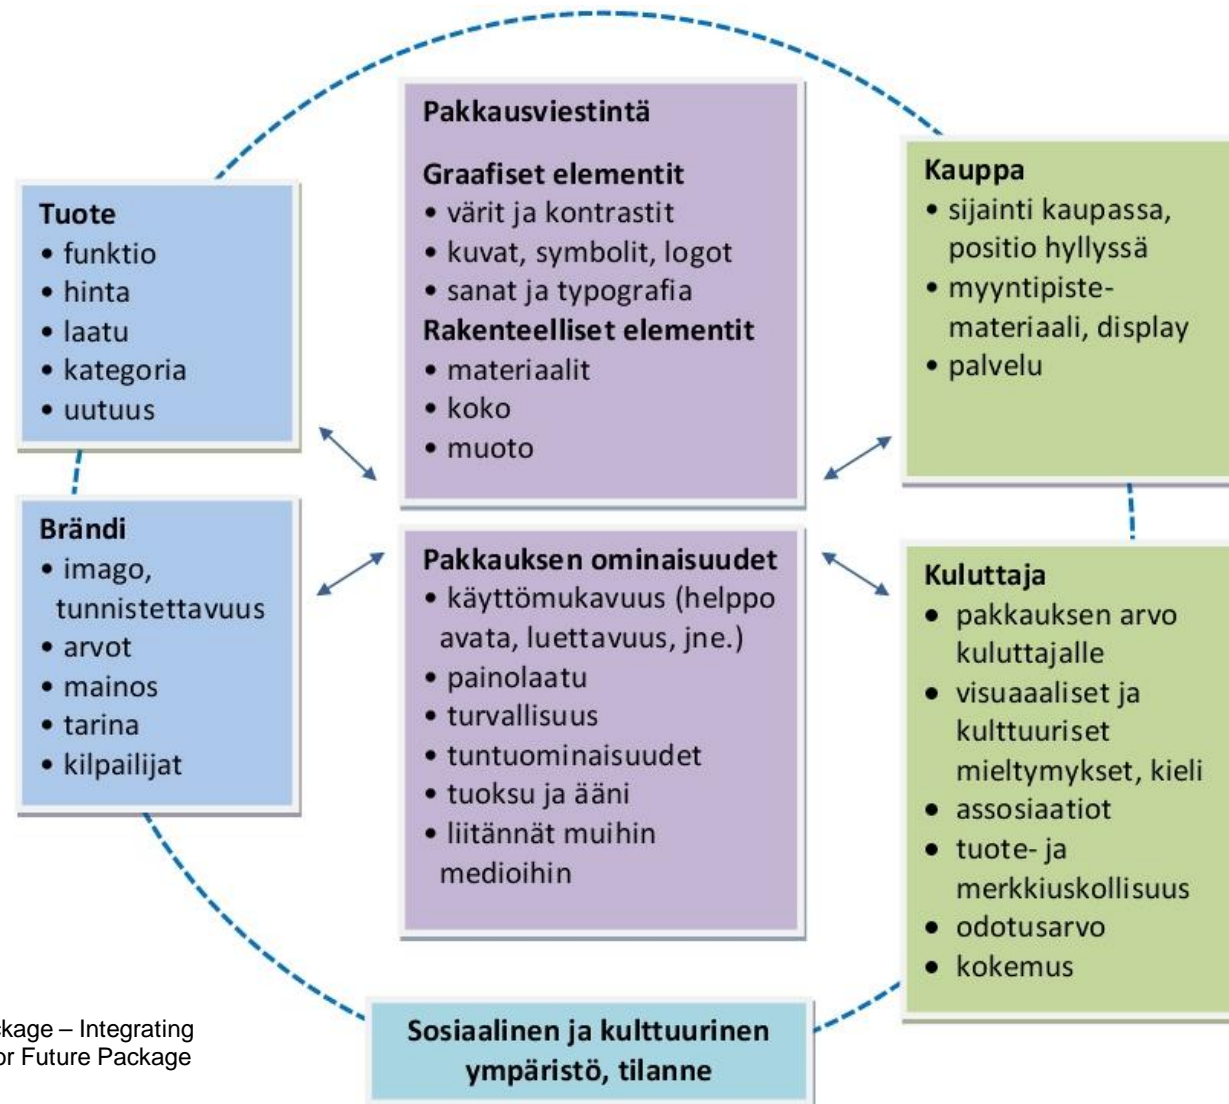 Pakkausviestintä
Graafiset elementit
• värit ja kontrastit
• kuvat, symbolit, logot
• sanat ja typografia
Rakenteelliset elementit
• materiaalit
• koko
• muoto
Tuote
• funktio
• hinta
• laatu
• kategoria
• uutuus
Kauppa
• sijainti kaupassa,
positio hyllyssä
• myyntipiste-
materiaali, display
• palvelu
Brändi
• imago,
tunnistettavuus
• arvot
• mainos
• tarina
• kilpailijat
Pakkauksen ominaisuudet
• käyttömukavuus (helppo
avata, luettavuus, jne.)
• painolaatu
• turvallisuus
• tuntuominaisuudet
• tuoksu ja ääni
• liitännät muihin
medioihin
Kuluttaja
• pakkauksen arvo
kuluttajalle
• visuaaaliset ja
kulttuuriset
mieltymykset, kieli
• assosiaatiot
• tuote- ja
merkkiuskollisuus
• odotusarvo
• kokemus
Sosiaalinen ja kulttuurinen
ympäristö, tilanne
– Integrating
Future Package